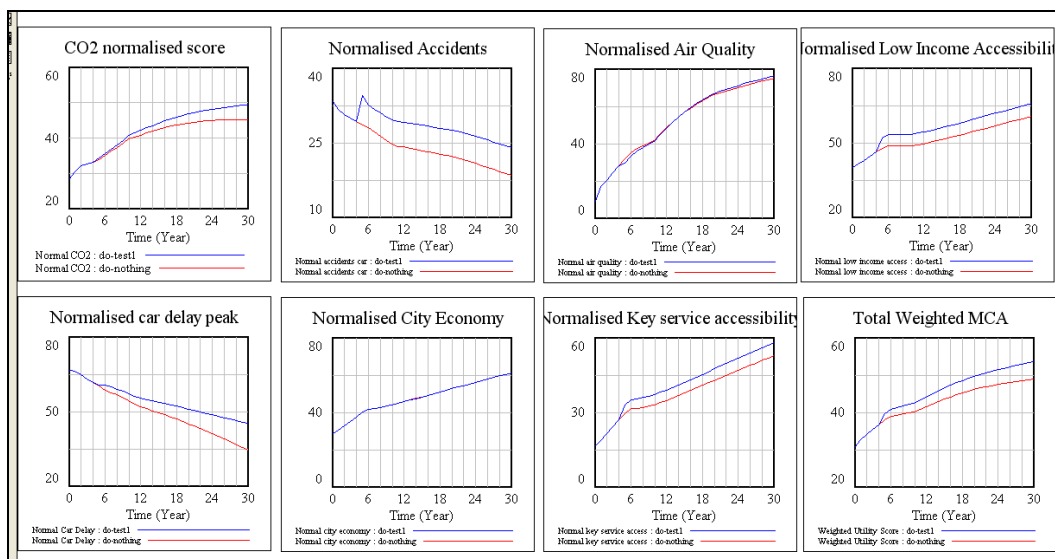 CO2 normalised score
60
40
20
0 6 12 18 24 30
Time (Year)
Normal CO2 : do-test1
Normal CO2 : do-nothing
Normalised Accidents
40
25
10
0 6 12 18 24 30
Time (Year)
Normal accidents car : do-test1
Normal accidents car : do-nothing
Normalised Air Quality
80
40
0
0 6 12 18 24 30
Time (Year)
Normal air quality : do-test1
Normal air quality : do-nothing
ormalised Low Income Accessibili
80
50
20
0 6 12 18 24 30
Time (Year)
Normal low income access : do-test1
Normal low income access : do-nothing
Normalised car delay peak
80
50
20
0 6 12 18 24 30
Time (Year)
Normal Car Delay : do-test1
Normal Car Delay : do-nothing
Normalised City Economy
80
40
0
0 6 12 18 24 30
Time (Year)
Normal city economy : do-test1
Normal city economy : do-nothing
Normalised Key service accessibility
60
30
0
0 6 12 18 24 30
Time (Year)
Normal key service access : do-test1
Normal key service access : do-nothing
Total Weighted MCA
60
40
20
0 6 12 18 24 30
Time (Year)
Weighted Utility Score : do-test1
Weighted Utility Score : do-nothing